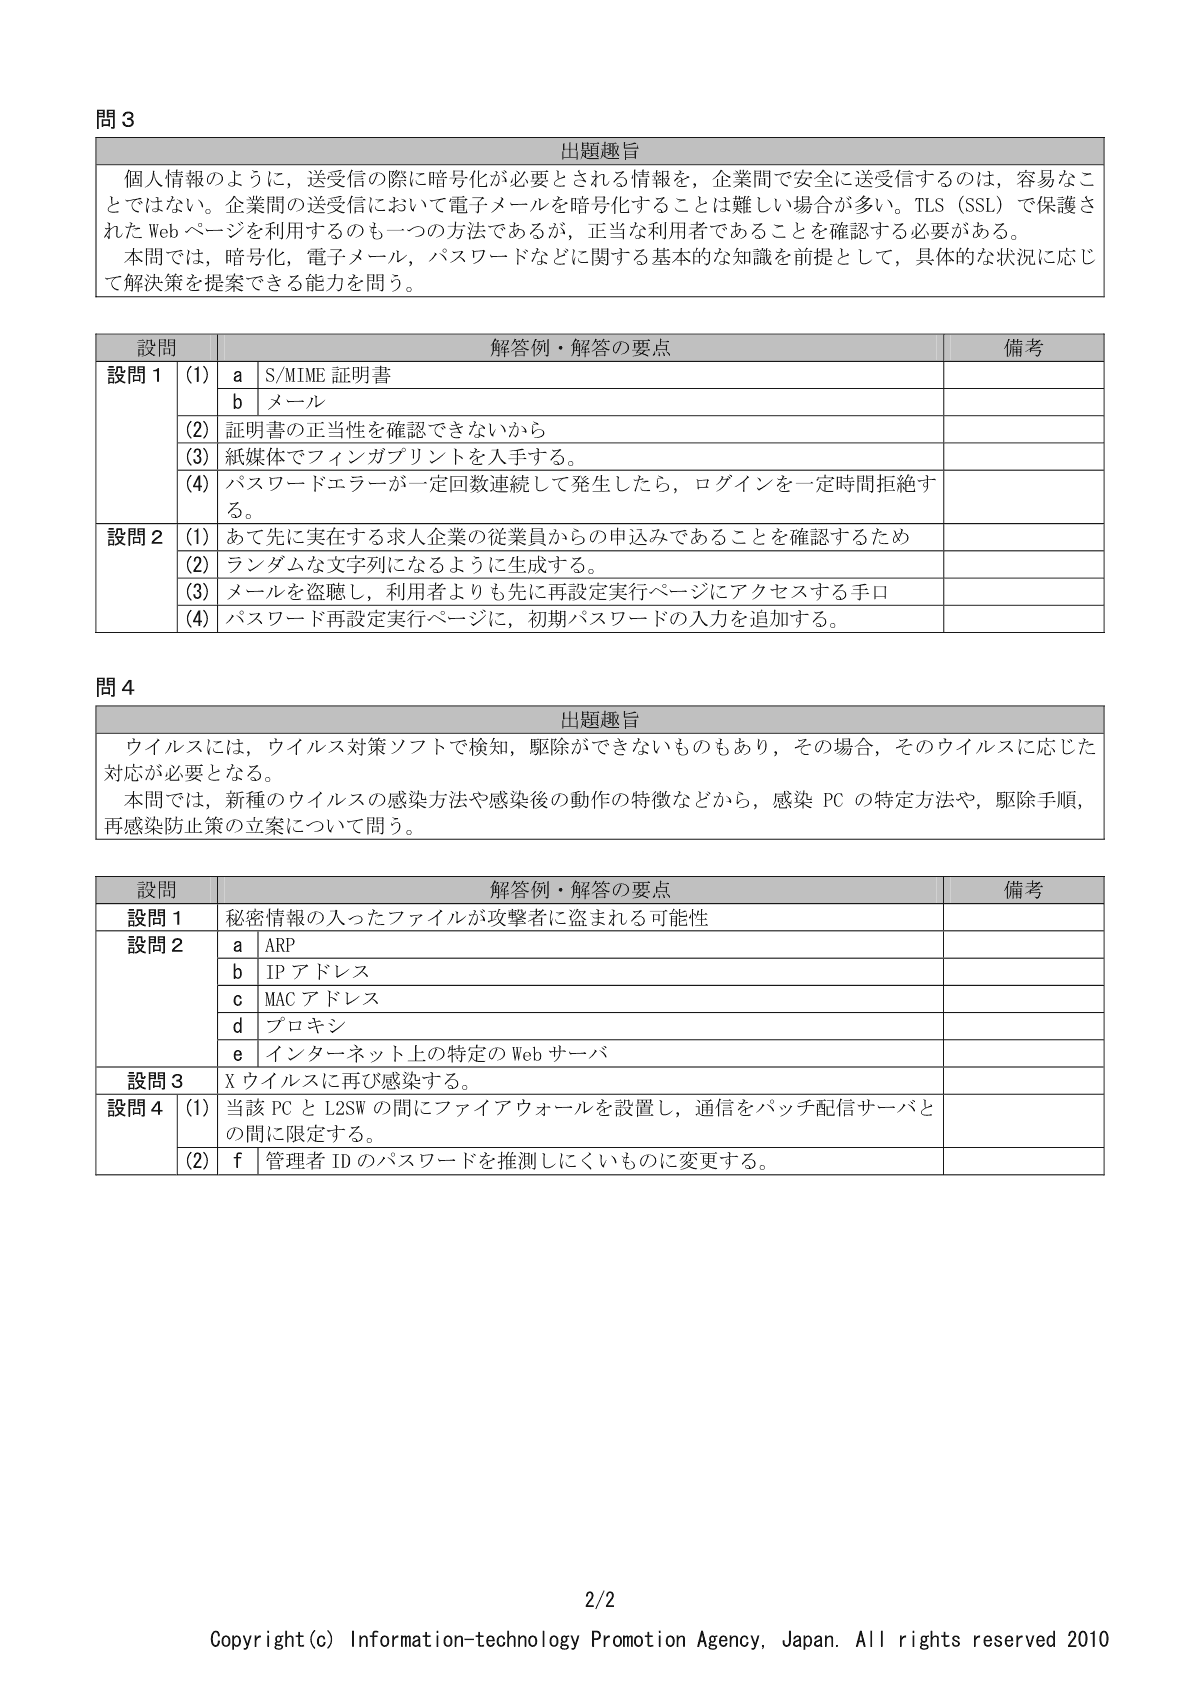 問3
出題趣旨
個人情報のように，送受信の際に暗号化が必要とされる情報を，企業間で安全に送受信するのは，容易なこ
とではない。企業間の送受信において電子メールを暗号化することは難しい場合が多い。TLS（SSL）で保護さ
れた Web ページを利用するのも一つの方法であるが，正当な利用者であることを確認する必要がある。
本問では，暗号化，電子メール，パスワードなどに関する基本的な知識を前提として，具体的な状況に応じ
て解決策を提案できる能力を問う。
設問 解答例・解答の要点 備考
設問1 (1) a S/MIME 証明書
b メール
(2) 証明書の正当性を確認できないから
(3) 紙媒体でフィンガプリントを入手する。
(4) パスワードエラーが一定回数連続して発生したら，ログインを一定時間拒絶す
る。
設問2 (1) あて先に実在する求人企業の従業員からの申込みであることを確認するため
(2) ランダムな文字列になるように生成する。
(3) メールを盗聴し，利用者よりも先に再設定実行ページにアクセスする手口
(4) パスワード再設定実行ページに，初期パスワードの入力を追加する。
問4
出題趣旨
ウイルスには，ウイルス対策ソフトで検知，駆除ができないものもあり，その場合，そのウイルスに応じた
対応が必要となる。
本問では，新種のウイルスの感染方法や感染後の動作の特徴などから，感染 PC の特定方法や，駆除手順，
再感染防止策の立案について問う。
設問 解答例・解答の要点 備考
設問1 秘密情報の入ったファイルが攻撃者に盗まれる可能性
設問2 a ARP
b IP アドレス
c MAC アドレス
d プロキシ
e インターネット上の特定の Web サーバ
設問3 X ウイルスに再び感染する。
設問4 (1) 当該 PC と L2SW の間にファイアウォールを設置し，通信をパッチ配信サーバと
の間に限定する。
(2) f 管理者 ID のパスワードを推測しにくいものに変更する。
2/2
Copyright(c) Information-technology Promotion Agency, Japan. All rights reserved 2010